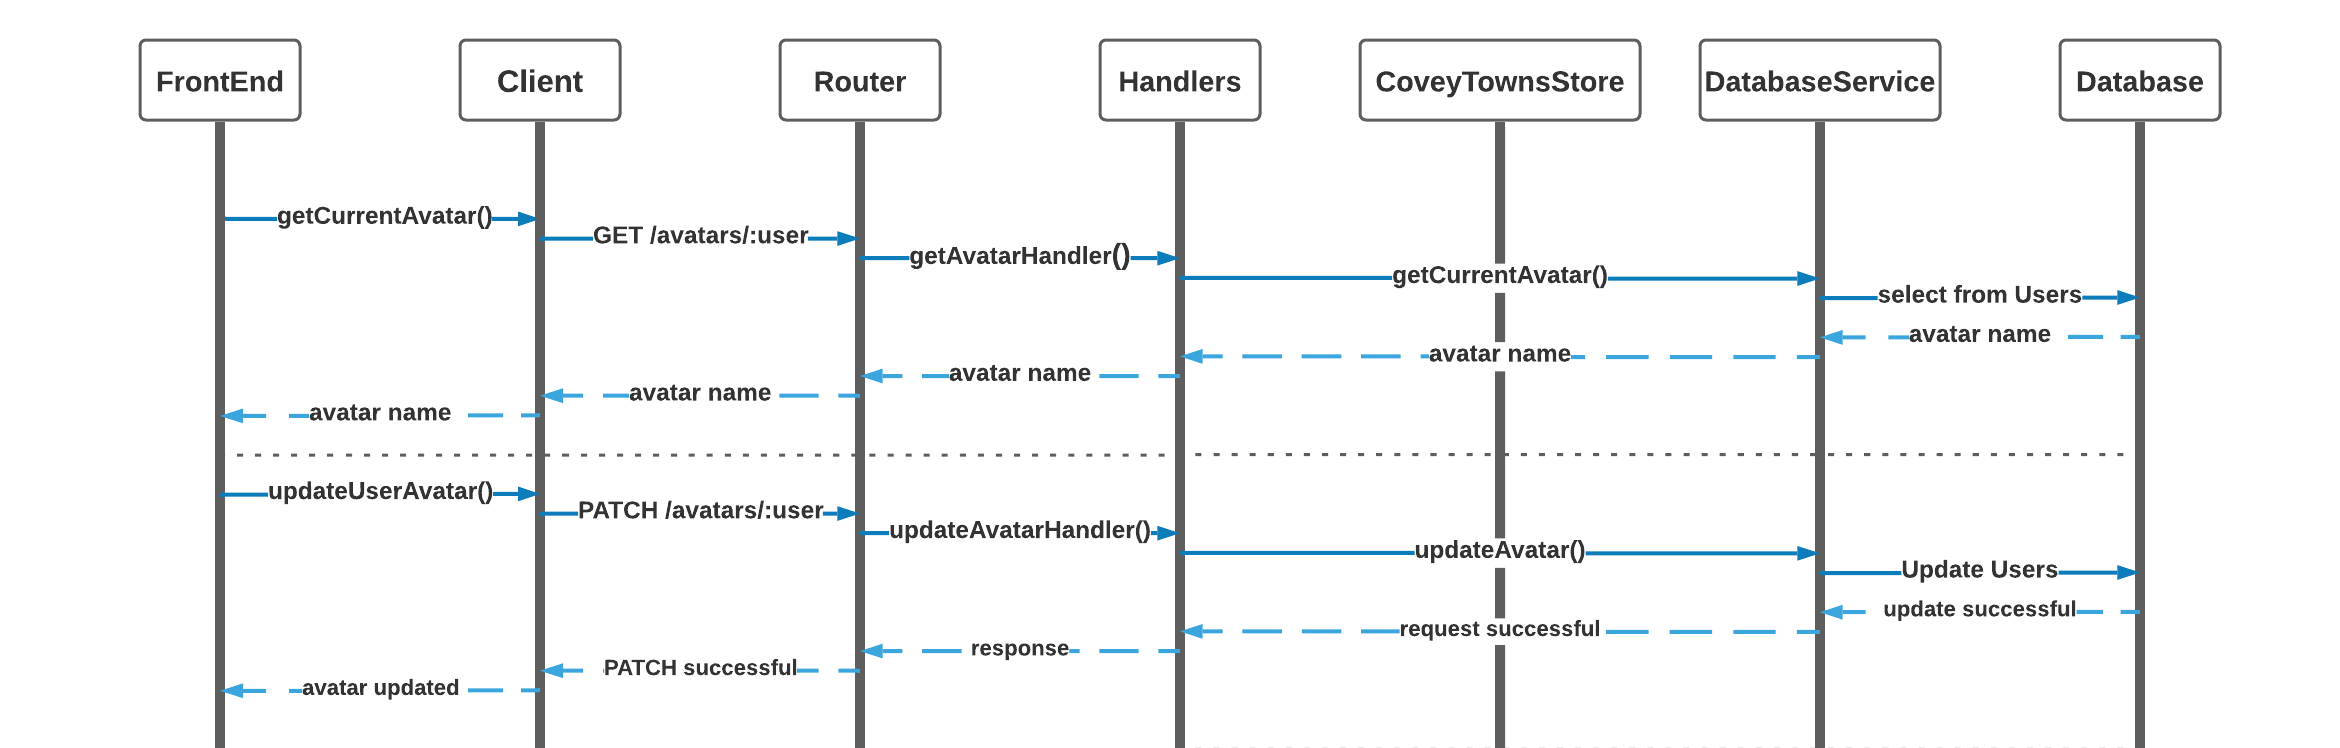 FrontEnd
Client
Router
Handlers
CoveyTownsStore
DatabaseService
Database
getCurrentAvatar()
GET /avatars/:user
getAvatarHandler()
getCurrentAvatar()
select from Users
avatar name
avatar name
avatar name
avatar name
avatar name
updateUserAvatar()
PATCH /avatars/:user
updateAvatarHandler()
updateAvatar()
Update Users
update successful
request successful
response
PATCH successful
avatar updated